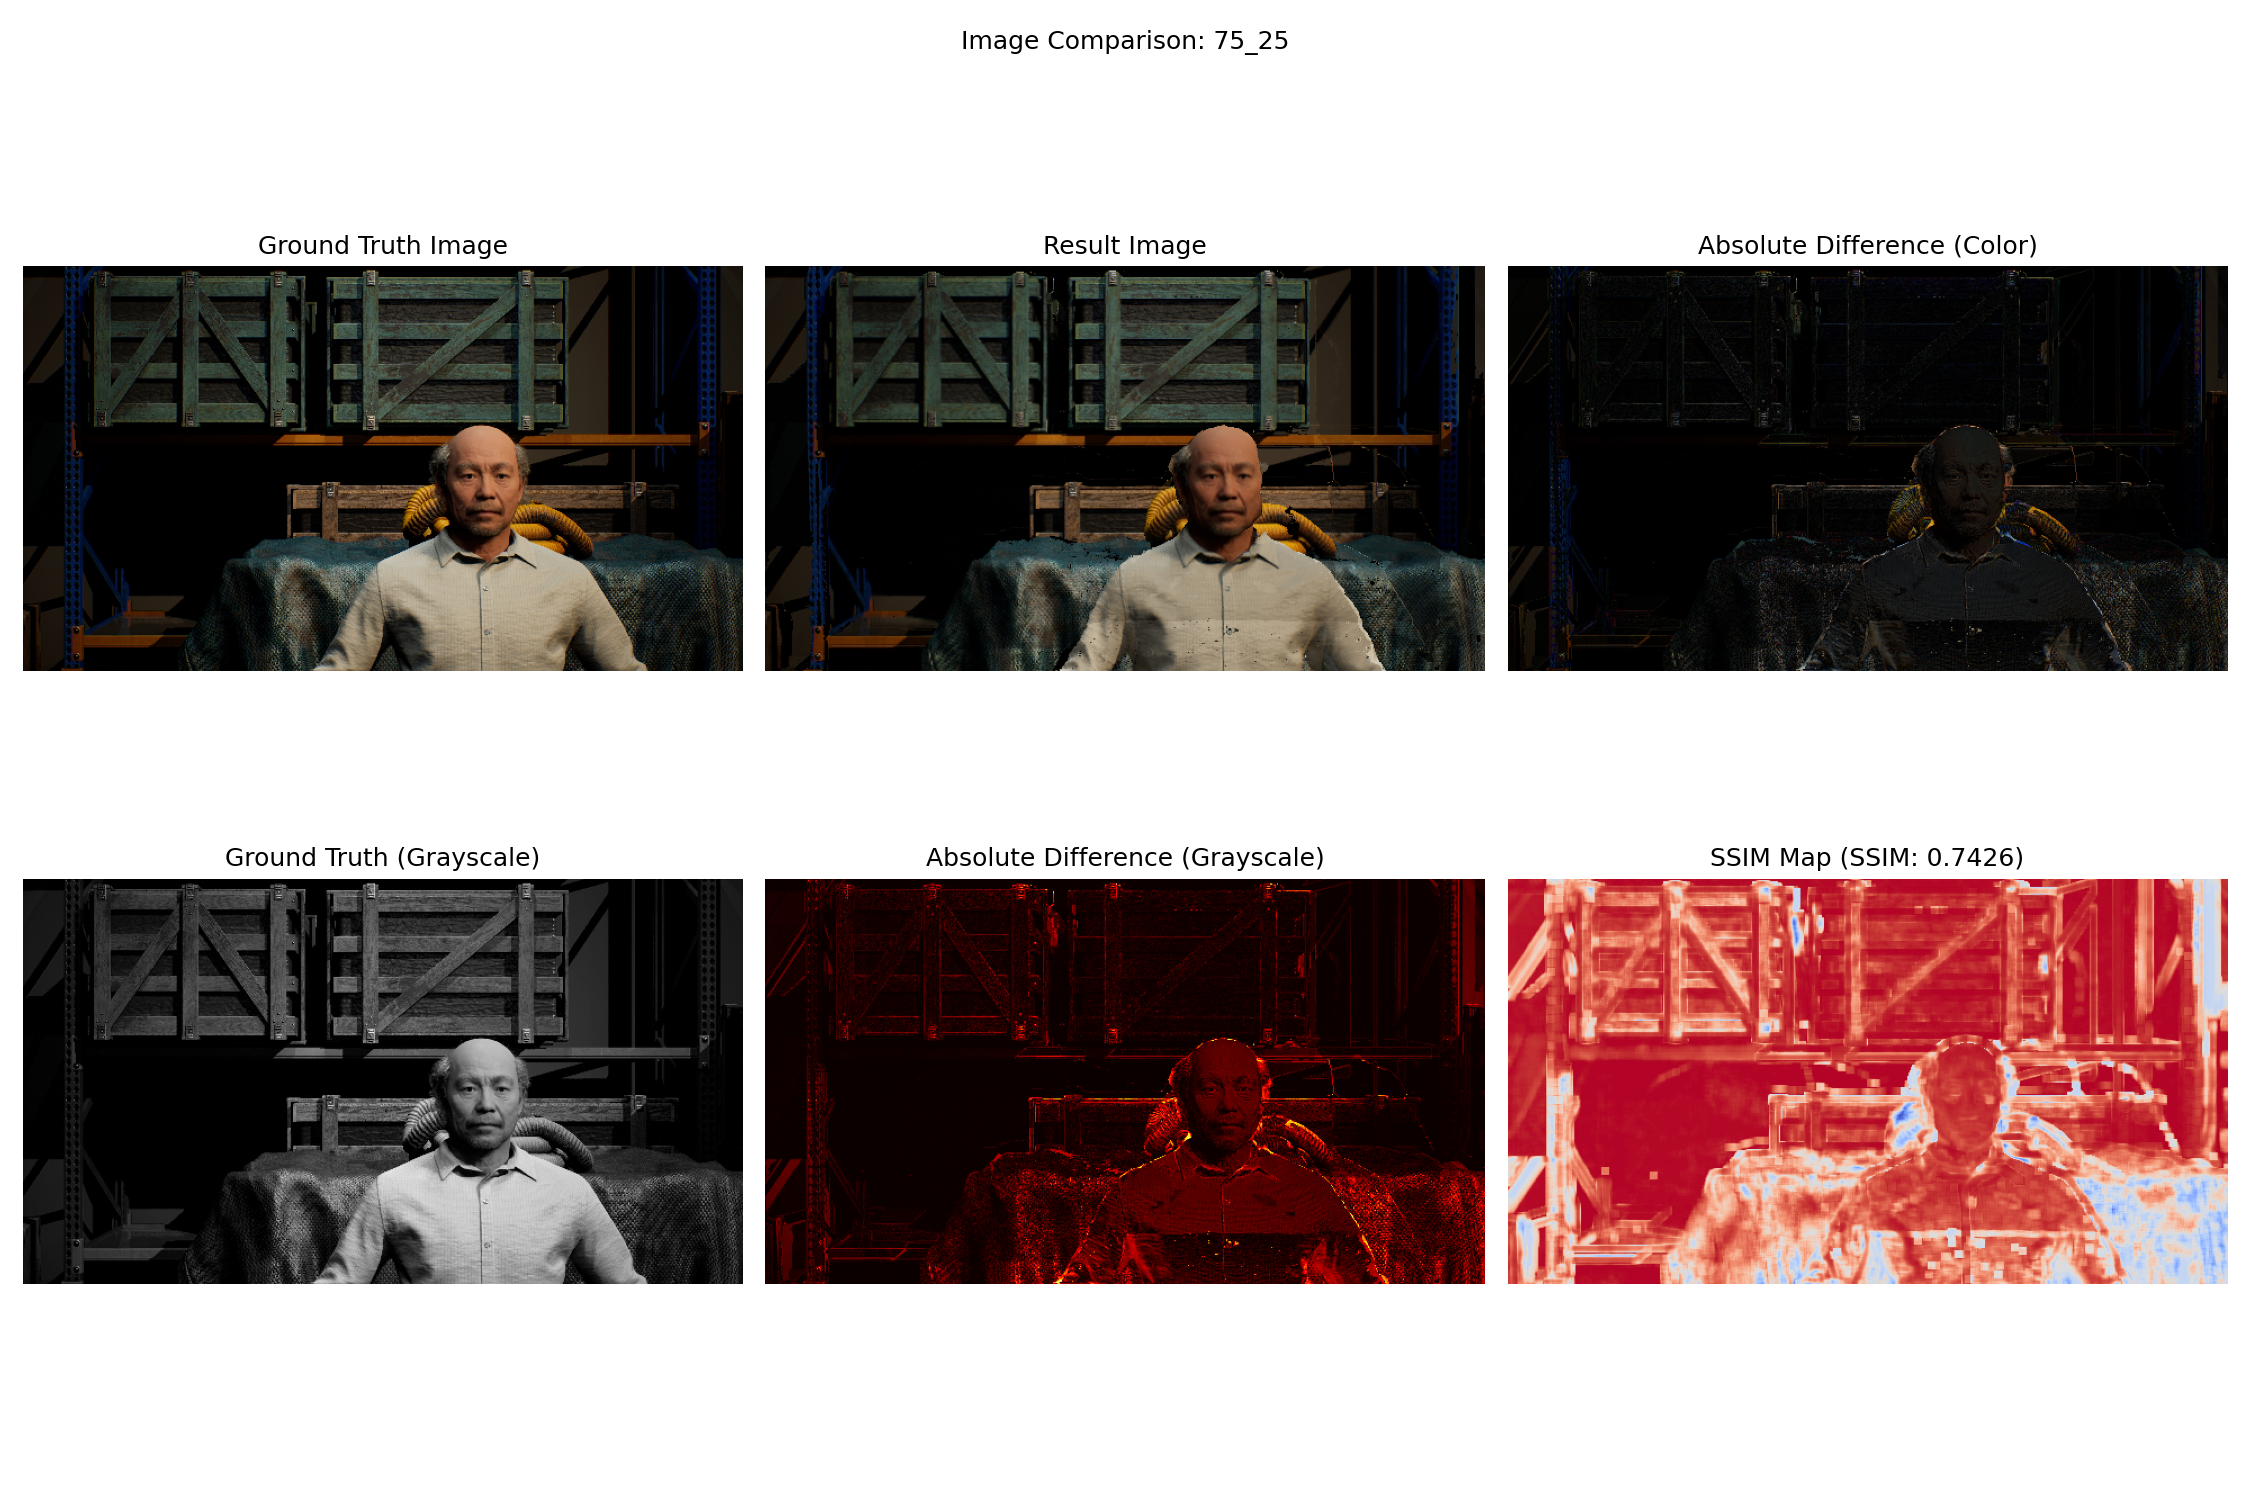 Image Comparison: 75_25
Ground Truth Image
Result Image
Absolute Difference (Color)
Ground Truth (Grayscale)
Absolute Difference (Grayscale)
SSIM Map (SSIM: 0.7426)